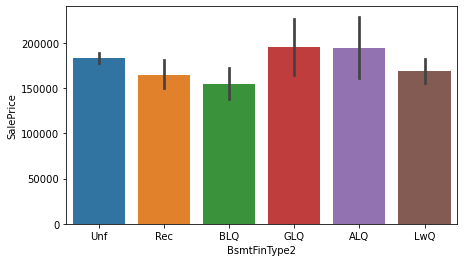 SalePrice
200000
150000
100000
50000
0
Unf Rec BLQ GLQ ALQ LwQ
BsmtFinType2